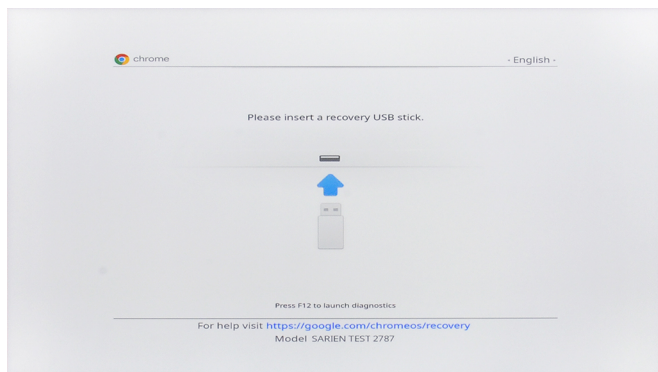 chrome
· English ·
Please insert a recovery USB stick.
Press F12 to launch diagnostics
For help visit https://google.com/chromeos/recovery
Model SARIEN TEST 2787